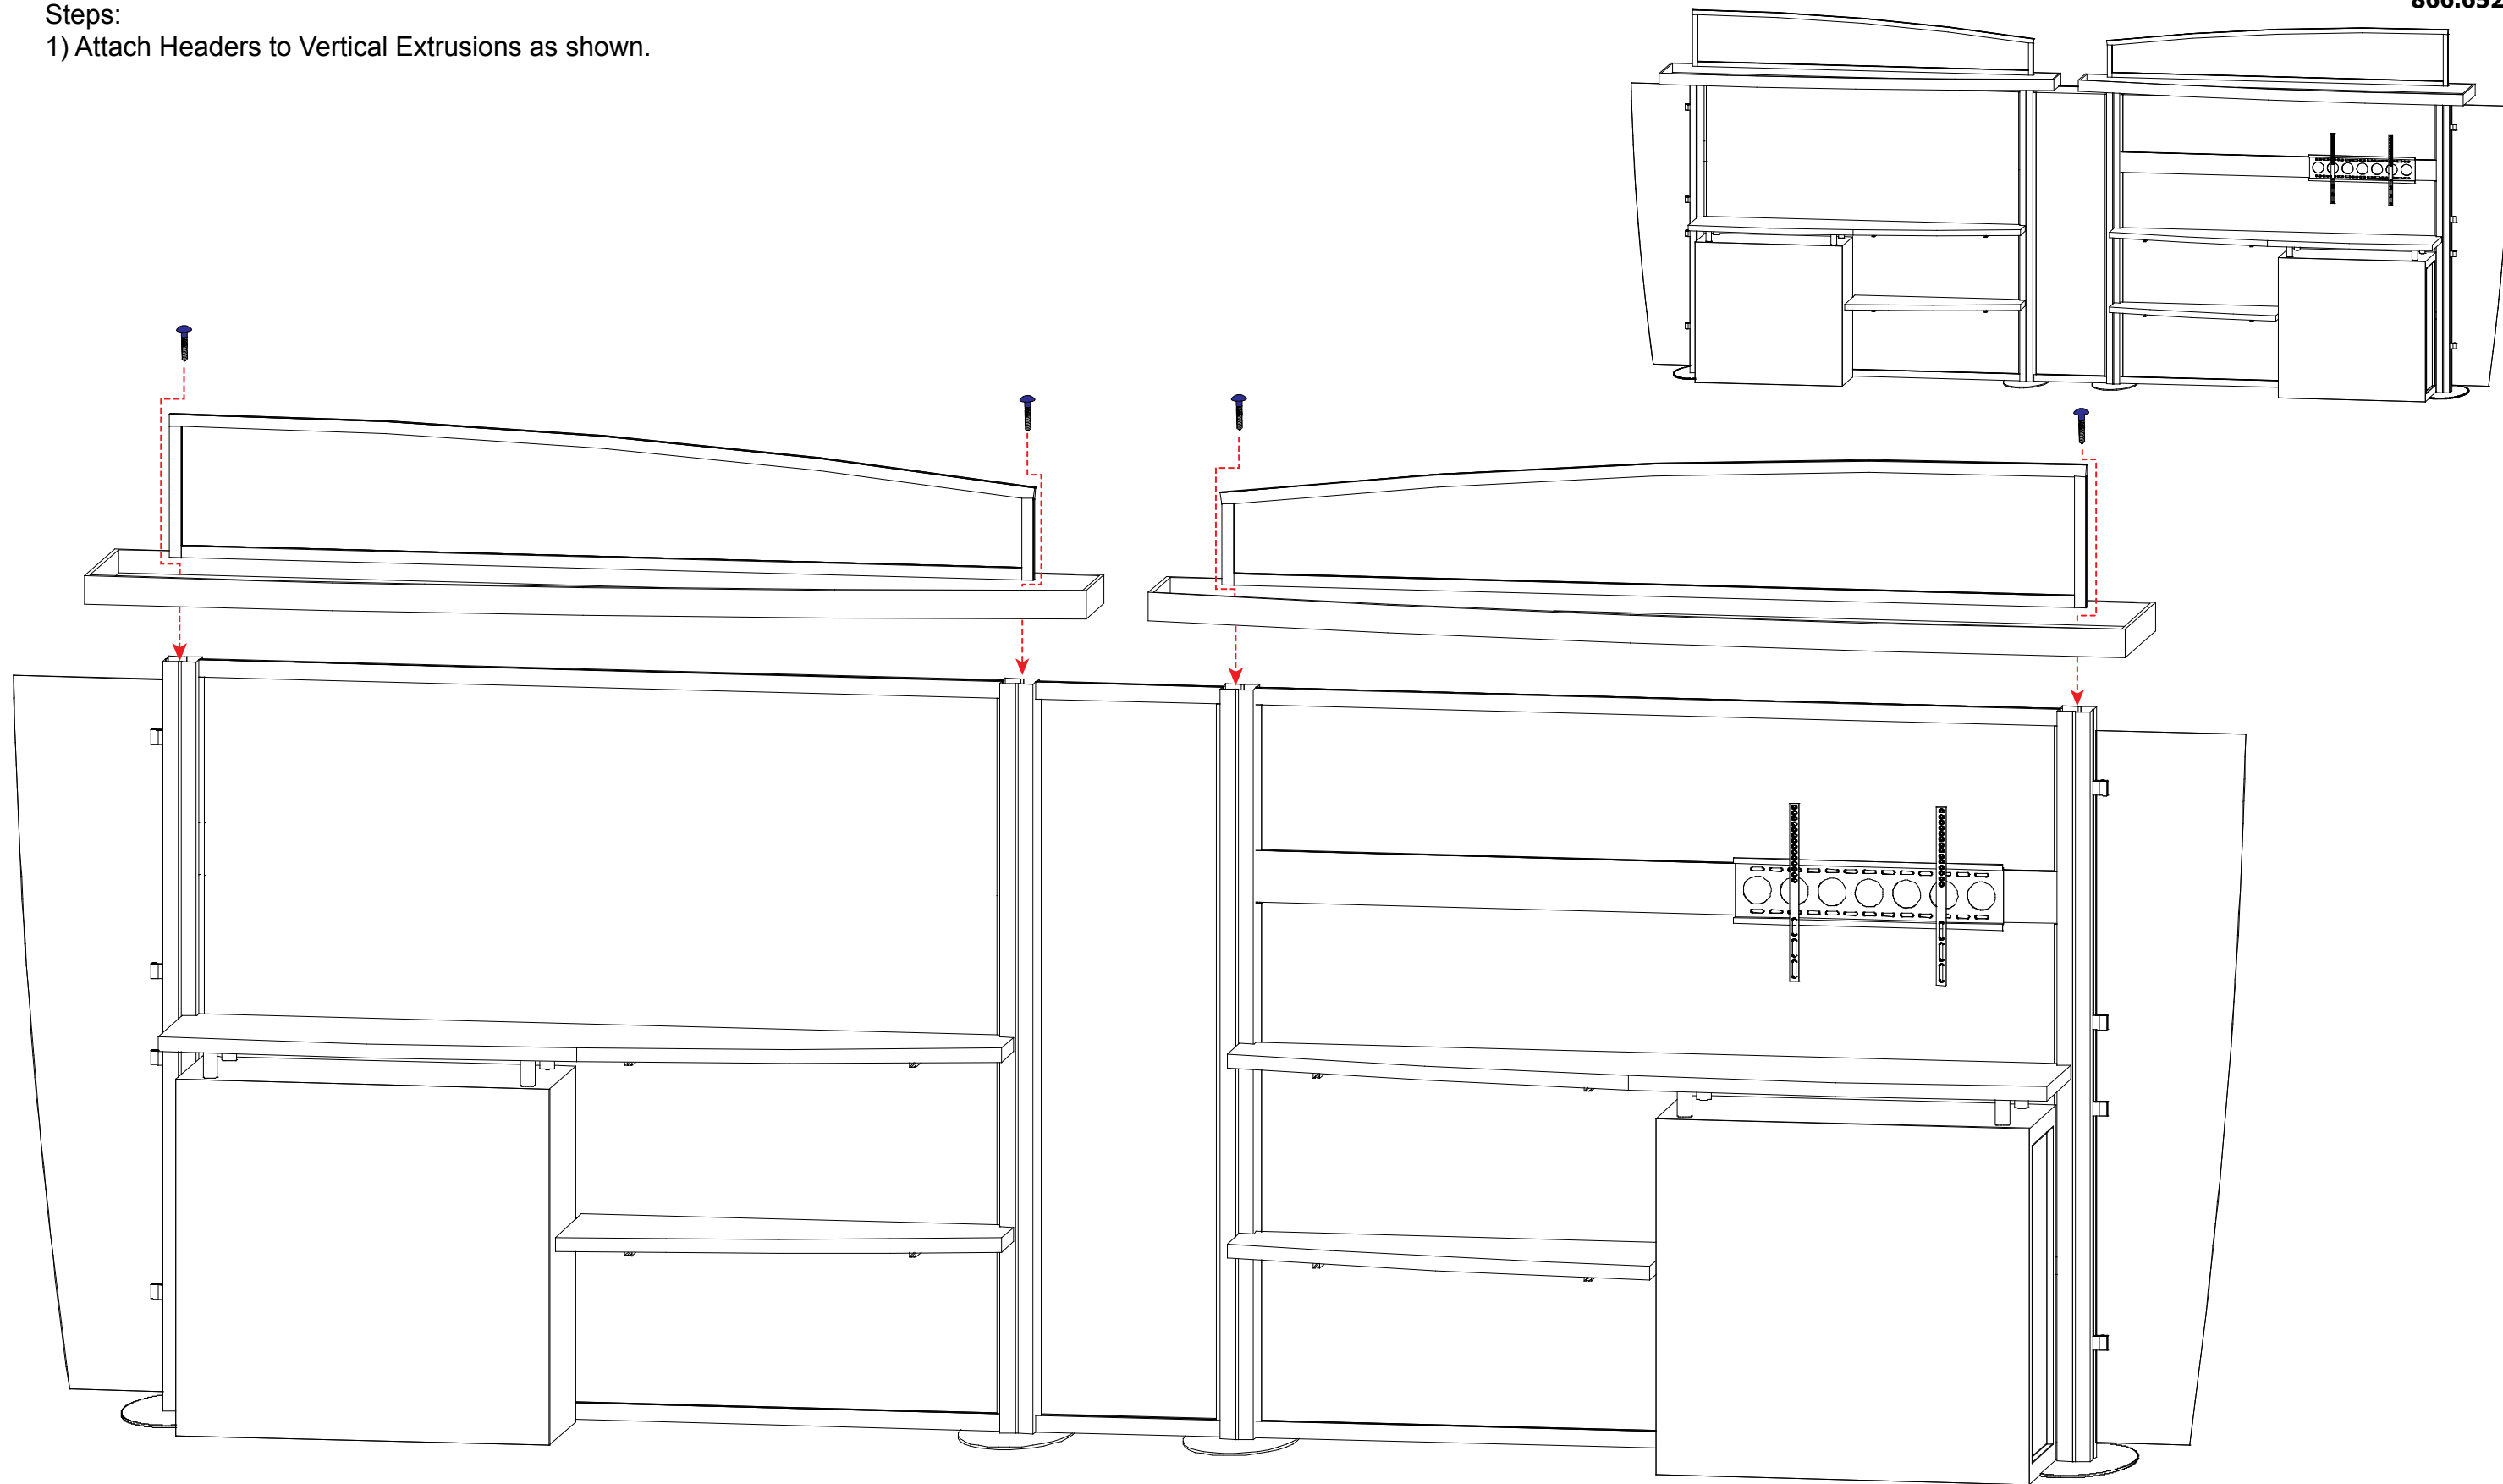 Steps:
1) Attach Headers to Vertical Extrusions as shown.